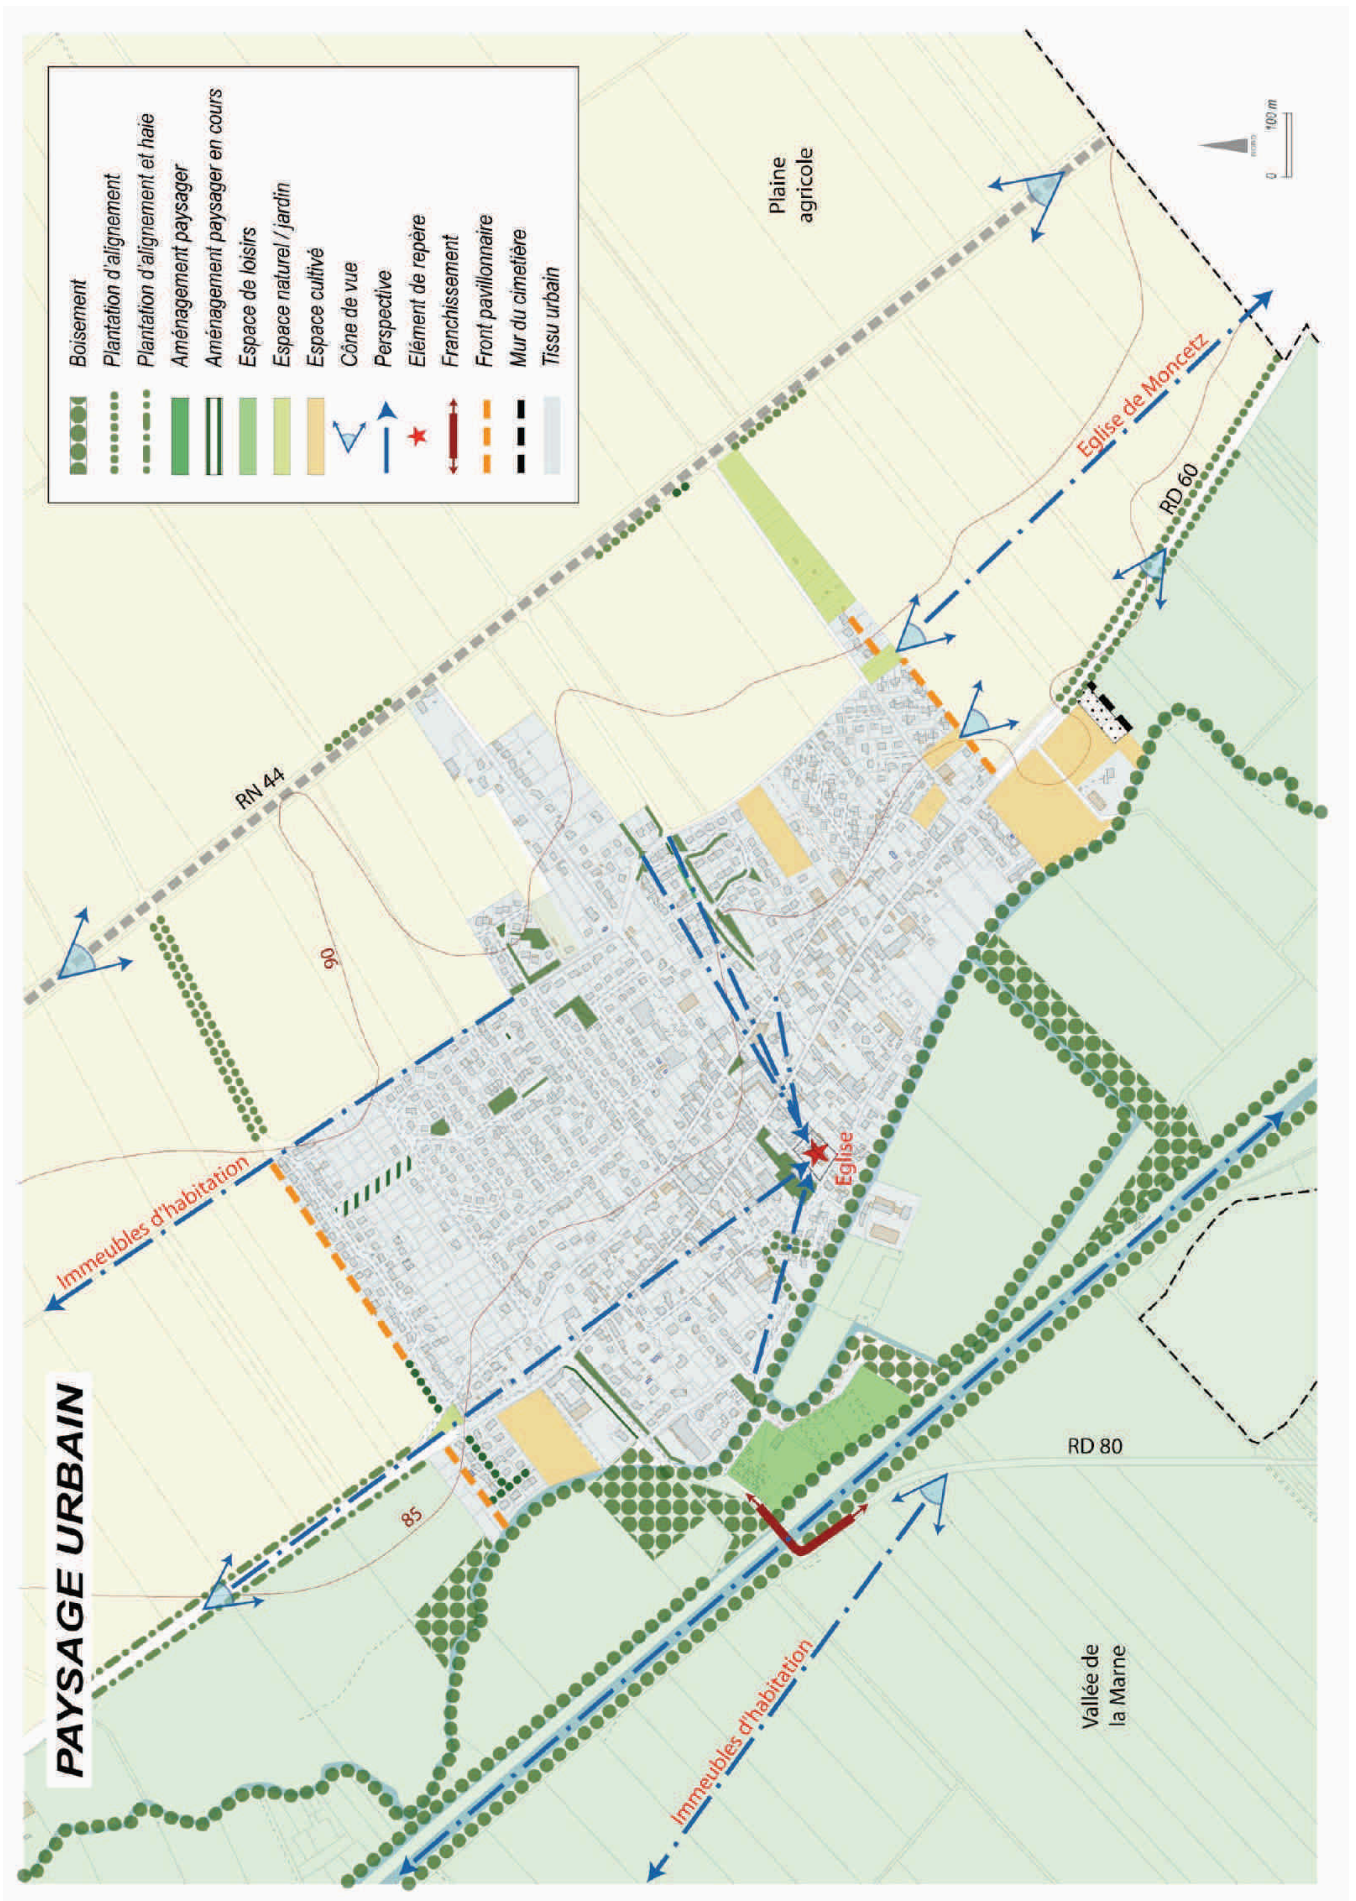 PAYSAGE URBAIN
Boisement
Plantation d'alignement
Plantation d'alignement et haie
Aménagement paysager
Aménagement paysager en cours
Espace de loisirs
Espace naturel / jardin
Espace cultivé
Cône de vue
Perspective
Elément de repère
Franchissement
Front pavillonnaire
Mur du cimetière
Tissu urbain
Immeubles d'habitation
RN 44
90
85
Plaine
agricole
Eglise de Moncetz
RD 60
Eglise
Immeubles d'habitation
RD 80
Vallée de
la Marne
0 100 m